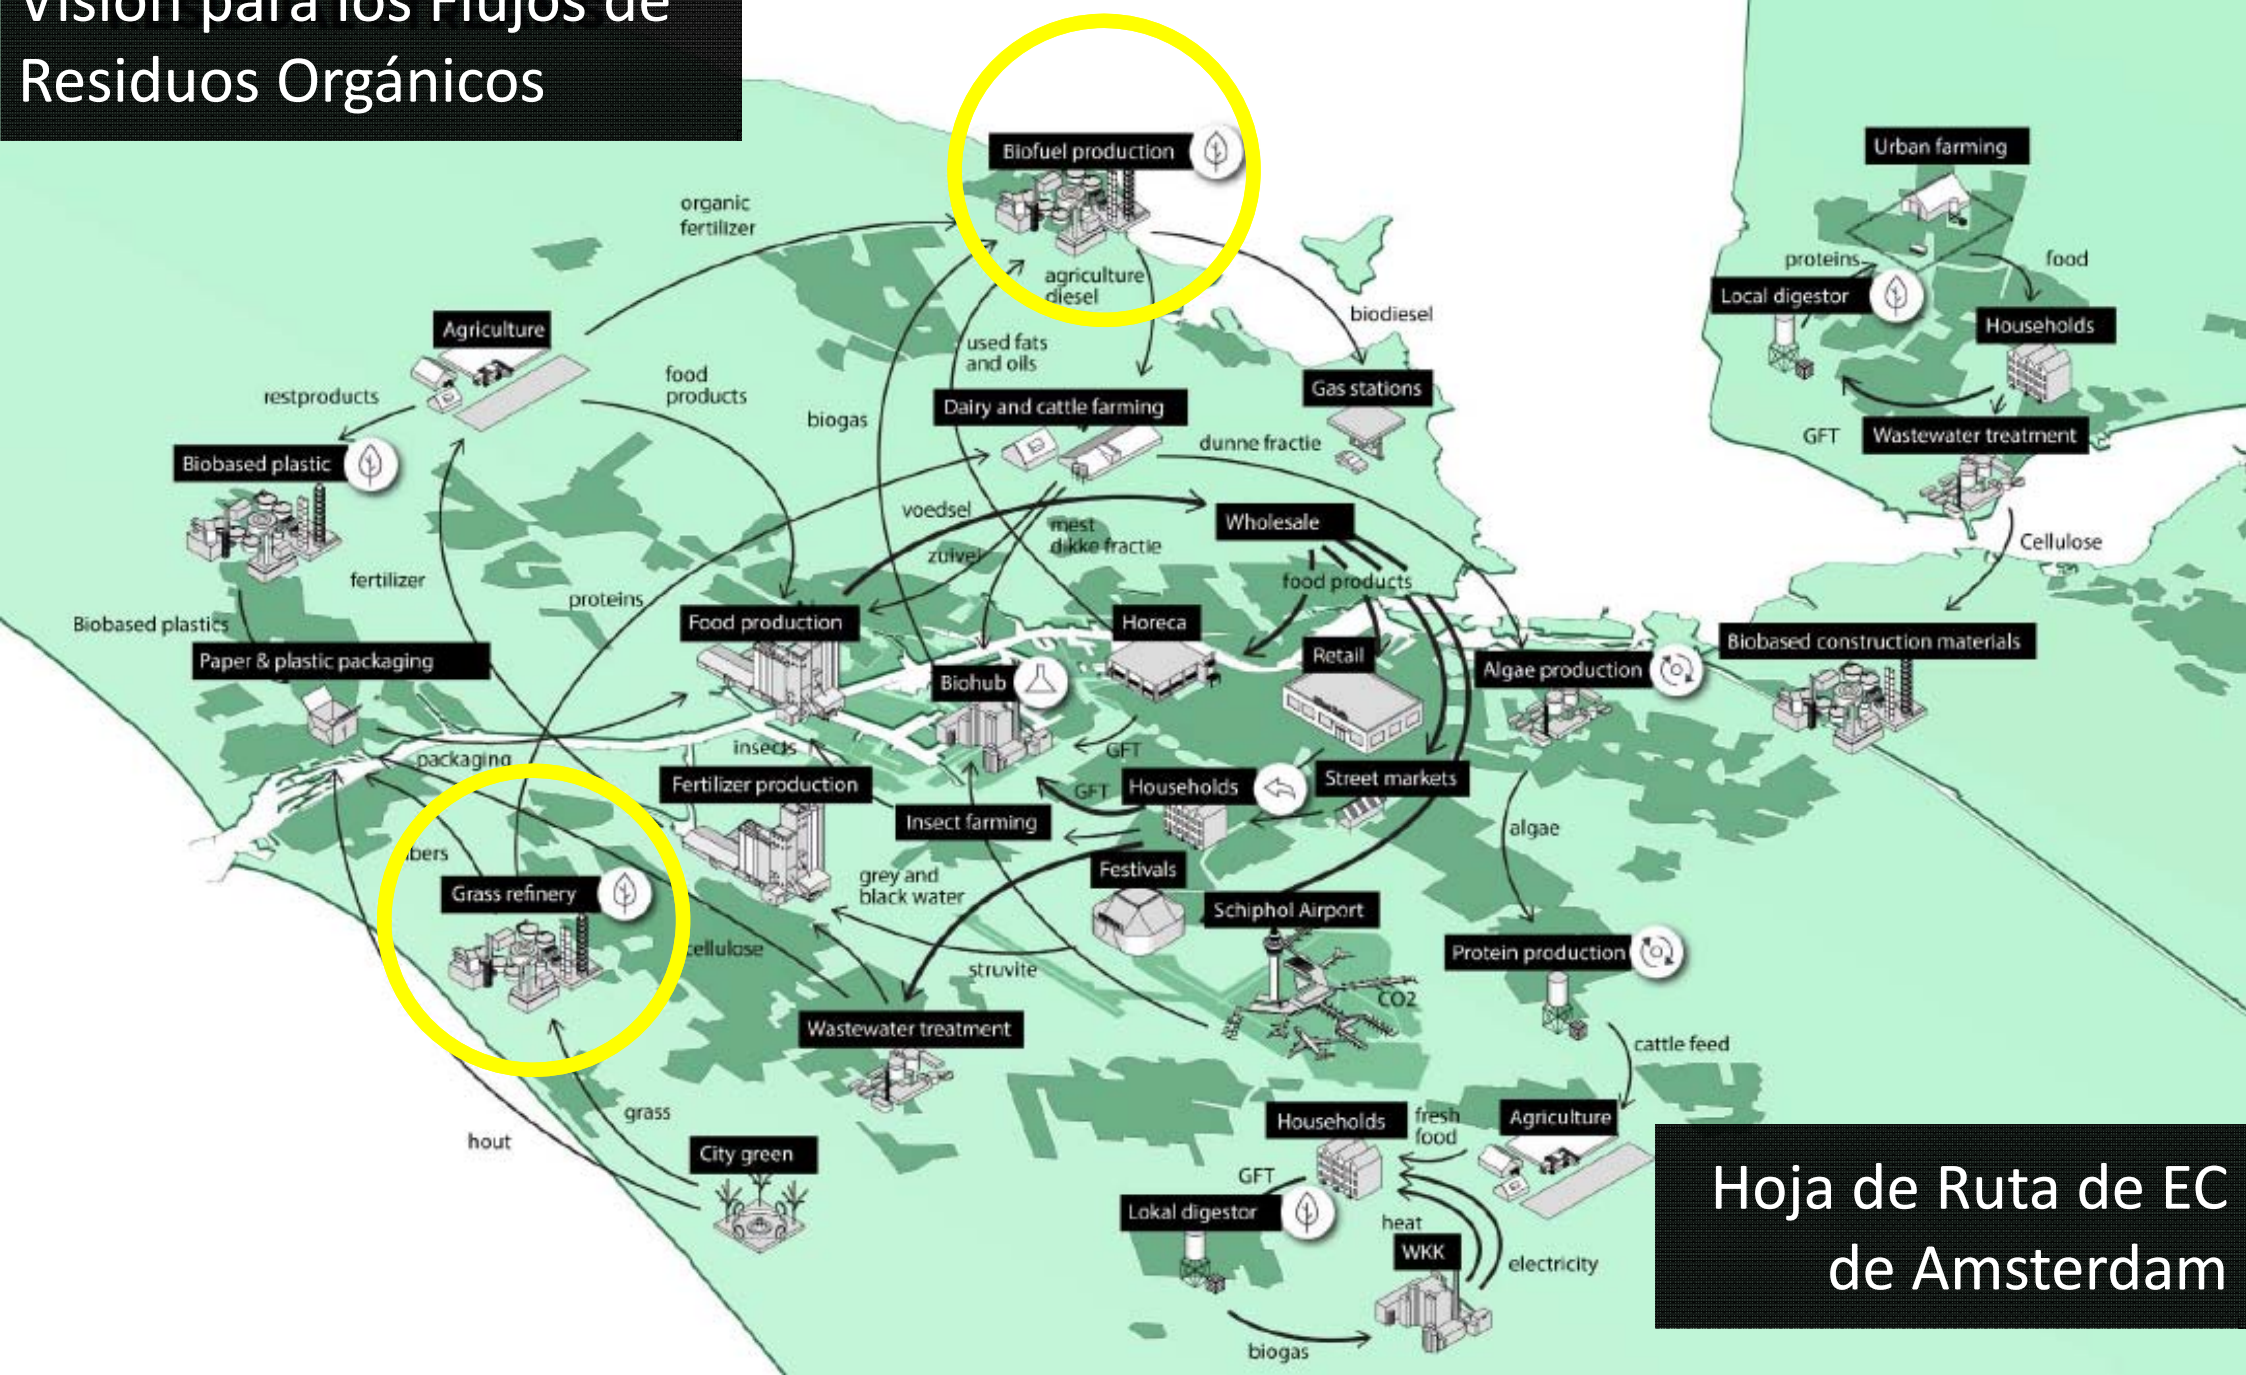 Visión para los Flujos de
Residuos Orgánicos
Biofuel production
Urban farming
organic
fertilizer
proteins
food
agriculture
diesel
Local digestor
biodiesel
Households
Agriculture
used fats
and oils
food
products
Gas stations
restproducts
Dairy and cattle farming
biogas
dunne fractie
GFT
Wastewater treatment
Biobased plastic
voedsel
Wholesale
mest
dikke fractie
zuivel
Cellulose
fertilizer
food products
proteins
Biobased plastics
Food production
Horeca
Biobased construction materials
Paper & plastic packaging
Retail
Algae production
Biohub
insects
GFT
packaging
Fertilizer production
GFT
Households
Street markets
Insect farming
algae
bers
Festivals
grey and
black water
Grass refinery
Schiphol Airport
cellulose
Protein production
struvite
CO2
Wastewater treatment
cattle feed
grass
Households
fresh
food
Agriculture
hout
City green
GFT
Lokal digestor
heat
WKK
electricity
biogas
Hoja de Ruta de EC
de Amsterdam